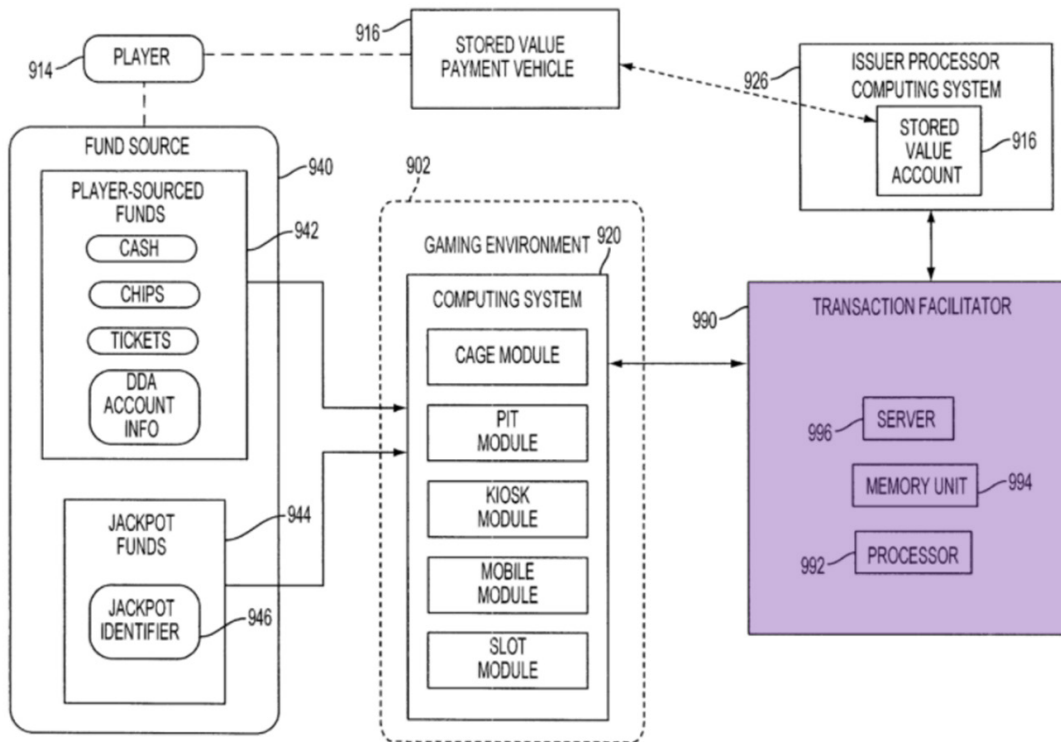 914
PLAYER
916
STORED VALUE
PAYMENT VEHICLE
926
ISSUER PROCESSOR
COMPUTING SYSTEM
STORED
VALUE
ACCOUNT
916
FUND SOURCE
940
PLAYER-SOURCED
FUNDS
942
CASH
CHIPS
TICKETS
DDA
ACCOUNT
INFO
JACKPOT
FUNDS
944
JACKPOT
IDENTIFIER
946
902
GAMING ENVIRONMENT
920
COMPUTING SYSTEM
CAGE MODULE
PIT
MODULE
KIOSK
MODULE
MOBILE
MODULE
SLOT
MODULE
990
TRANSACTION FACILITATOR
996
SERVER
MEMORY UNIT
994
992
PROCESSOR